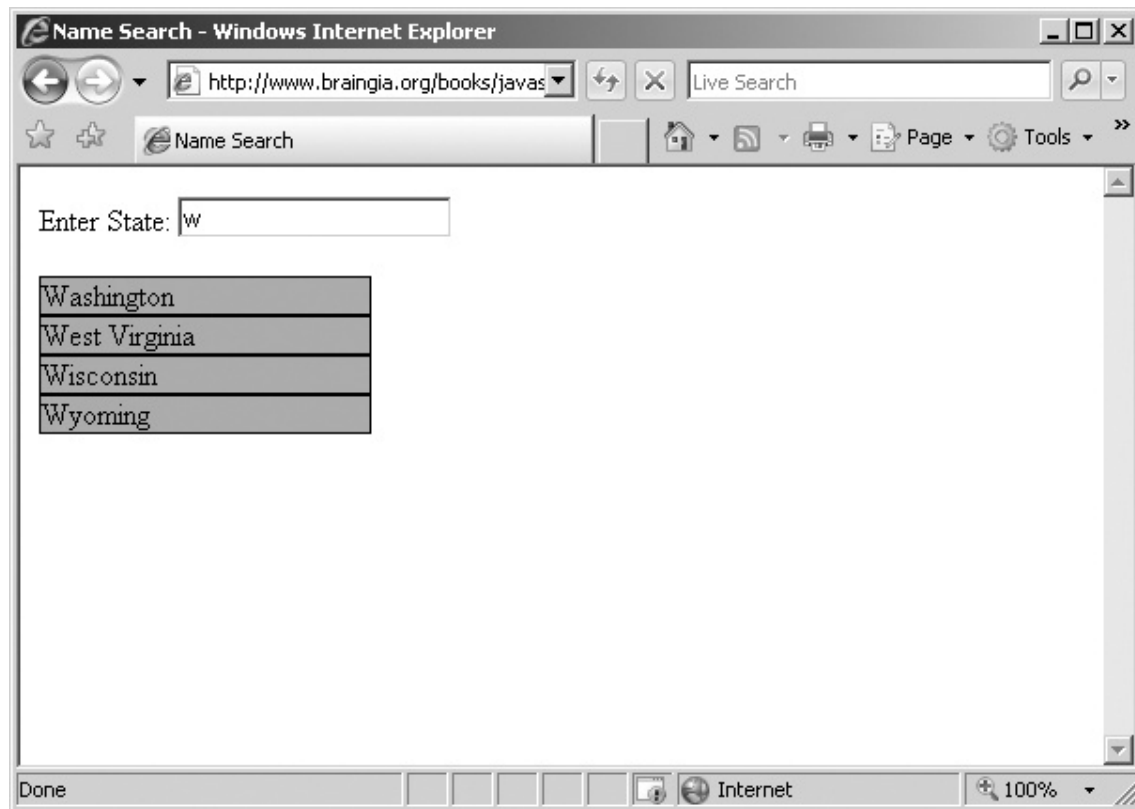 Name Search - Windows Internet Explorer
http://www.braingia.org/books/javas
Live Search
Name Search
Page
Tools
»
Enter State: w
Washington
West Virginia
Wisconsin
Wyoming
Done
Internet
100%